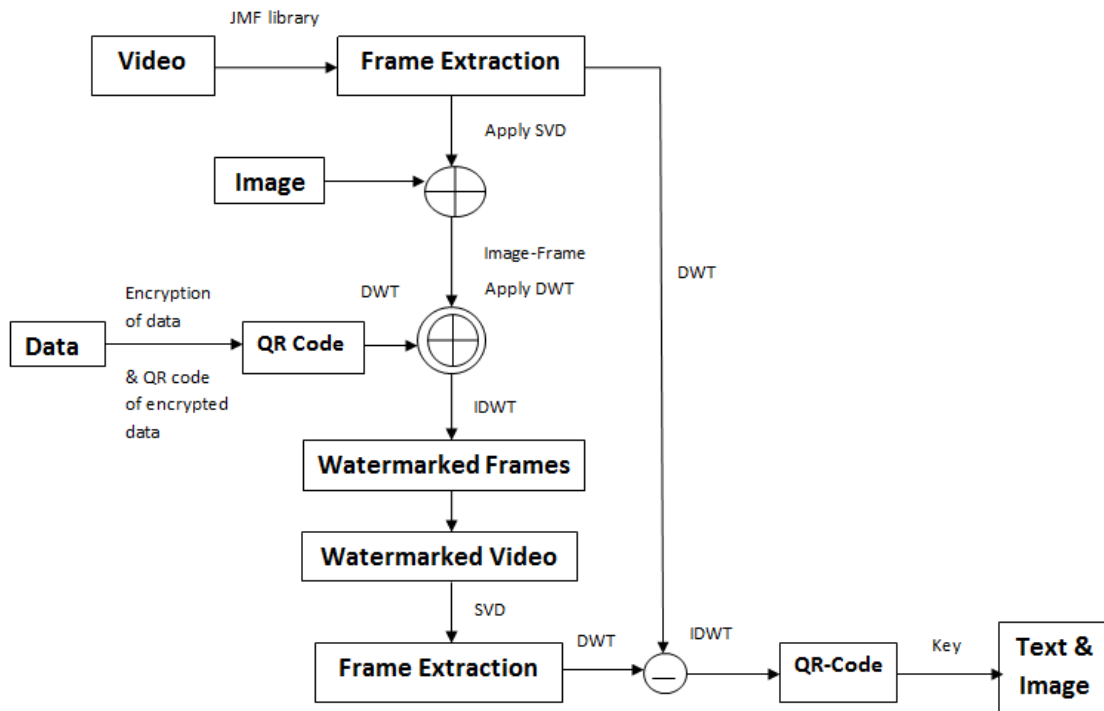 JMF library
Video
Frame Extraction
Apply SVD
Image
Image-Frame
DWT
Encryption
of data
DWT
Apply DWT
Data
QR Code
& QR code
of encrypted
data
IDWT
Watermarked Frames
Watermarked Video
SVD
Frame Extraction
DWT
IDWT
QR-Code
Key
Text &
Image